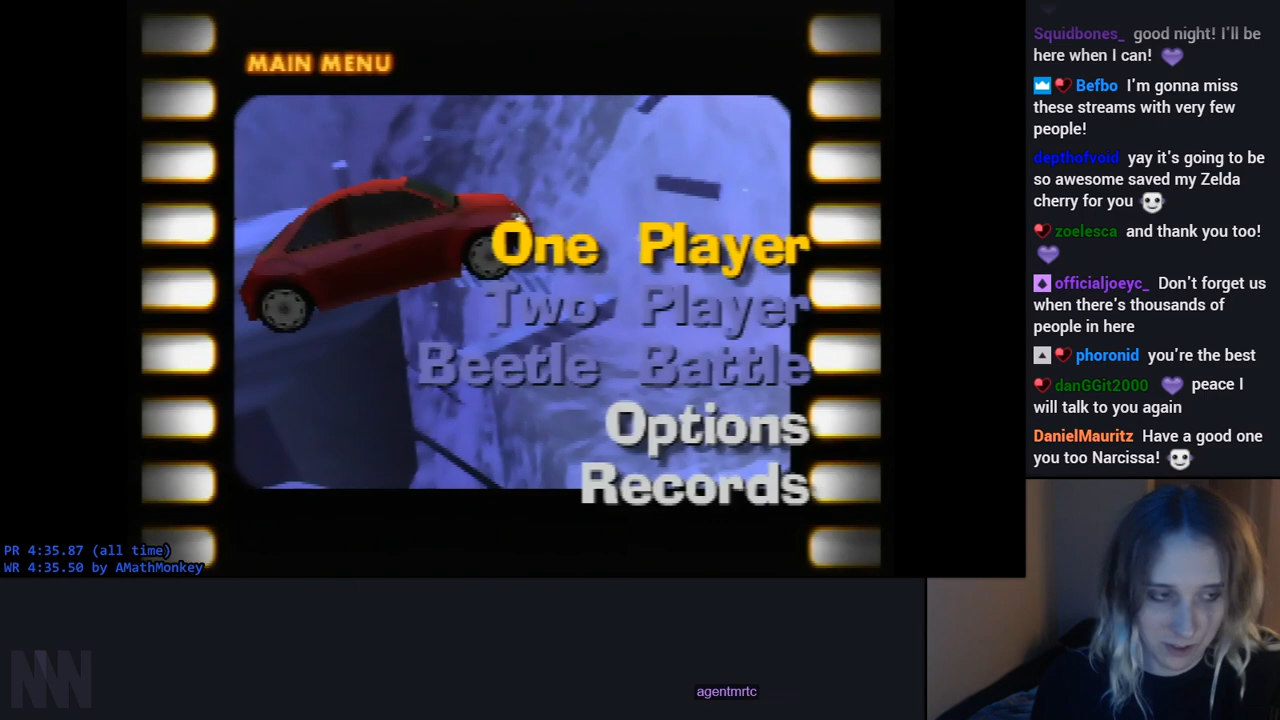 MAIN MENU
One Player
Two Player
Beetle Battle
Options
Records
PR 4:35.87 (all time)
WR 4:35.50 by AMathMonkey
NNN
agentmrtc
Squidbones_ good night! I'll be
here when I can!
Befbo I'm gonna miss
these streams with very few
people!
depthofvoid yay it's going to be
so awesome saved my Zelda
cherry for you
zoelesca and thank you too!
officialjoeyc_ Don't forget us
when there's thousands of
people in here
phoronid you're the best
danGGit2000 peace I
will talk to you again
DanielMauritz Have a good one
you too Narcissa!